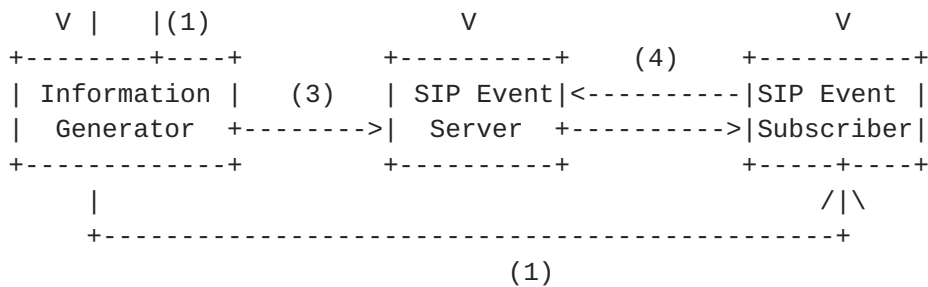 V |   |(1)                V                       V
+--------+----+         +----------+    (4)    +----------+
| Information |   (3)   | SIP Event|<----------|SIP Event |
|  Generator  +-------->|  Server  +---------->|Subscriber|
+-------------+         +----------+           +-----+----+
     |                                              /|\
     +-----------------------------------------------+
                                (1)